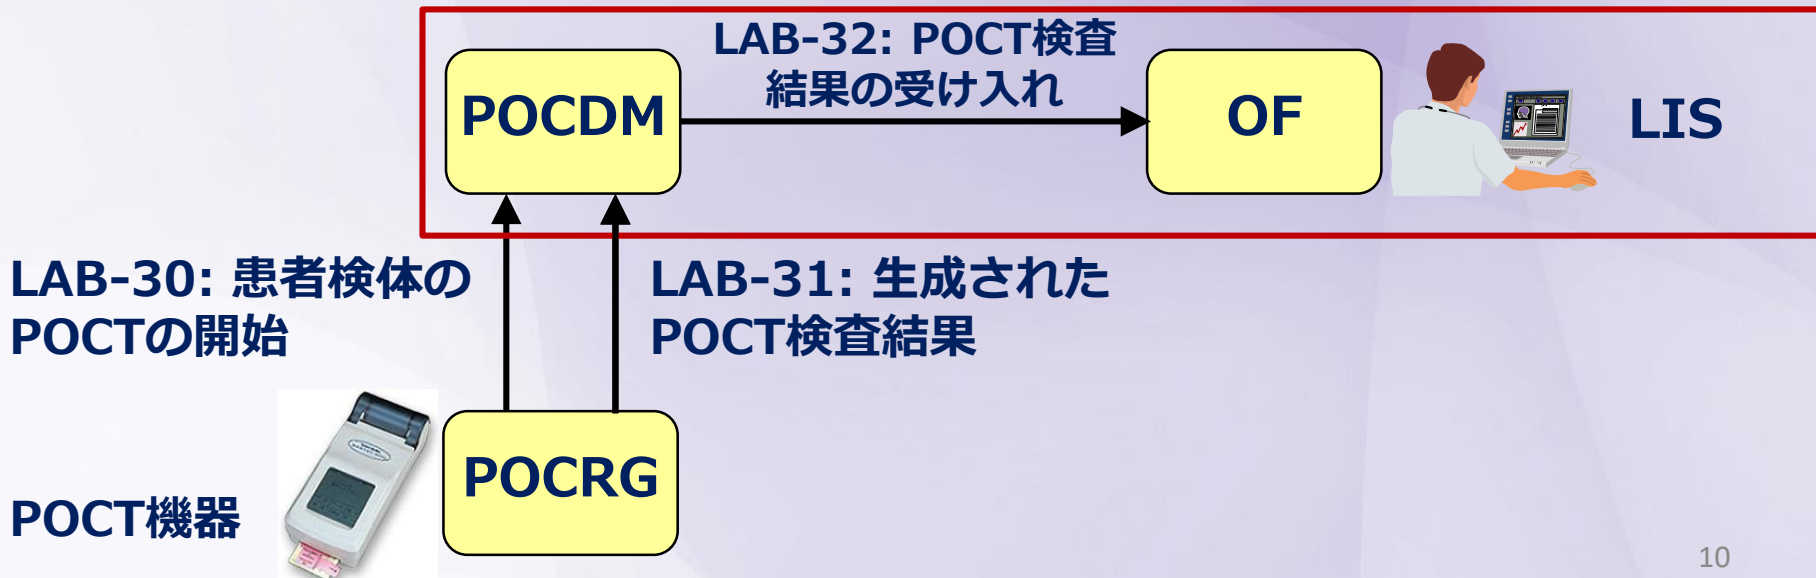 LAB-32: POCT検査
結果の受け入れ
POCDM
OF
LIS
LAB-30: 患者検体の
POCTの開始
LAB-31: 生成された
POCT検査結果
POCRG
POCT機器
10